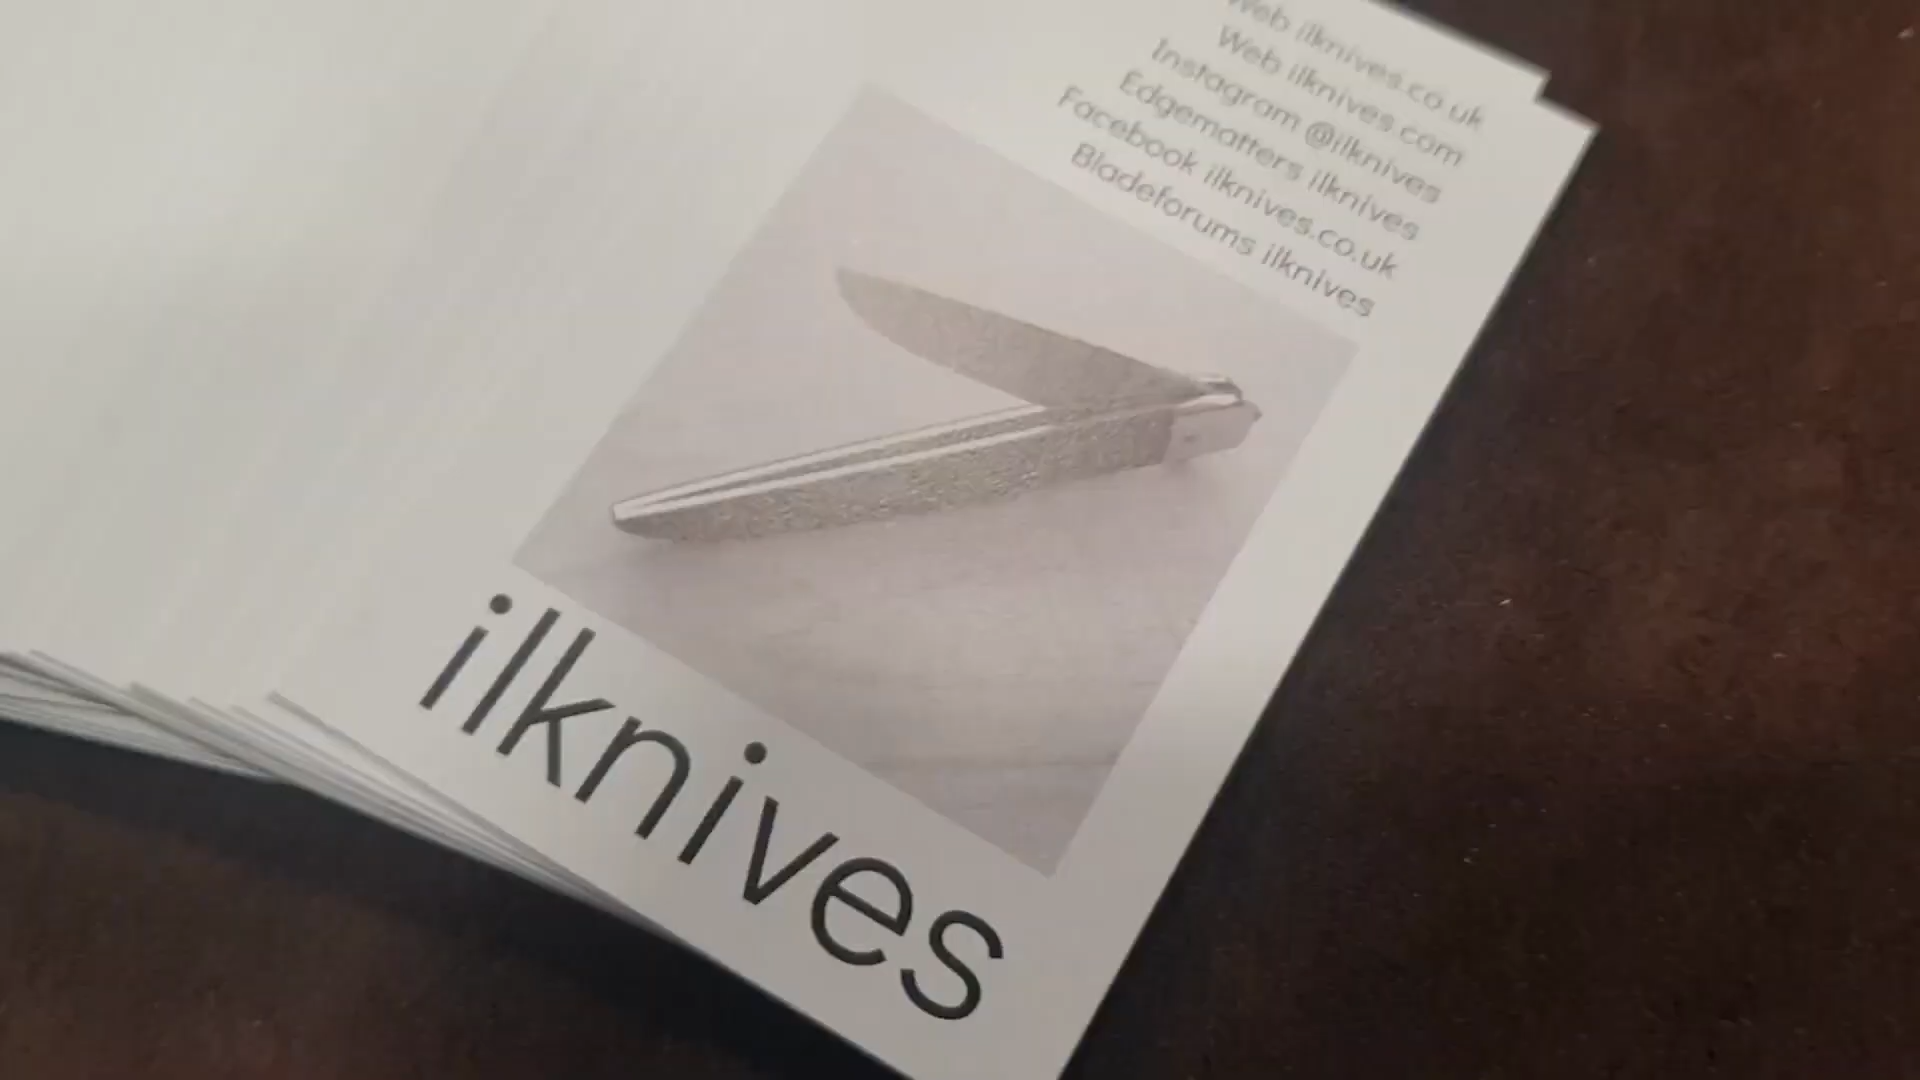 Web ilknives.co.uk
Web ilknives.com
Instagram @ilknives
Edgematters ilknives
Facebook ilknives.co.uk
Bladeforums ilknives
ilknives